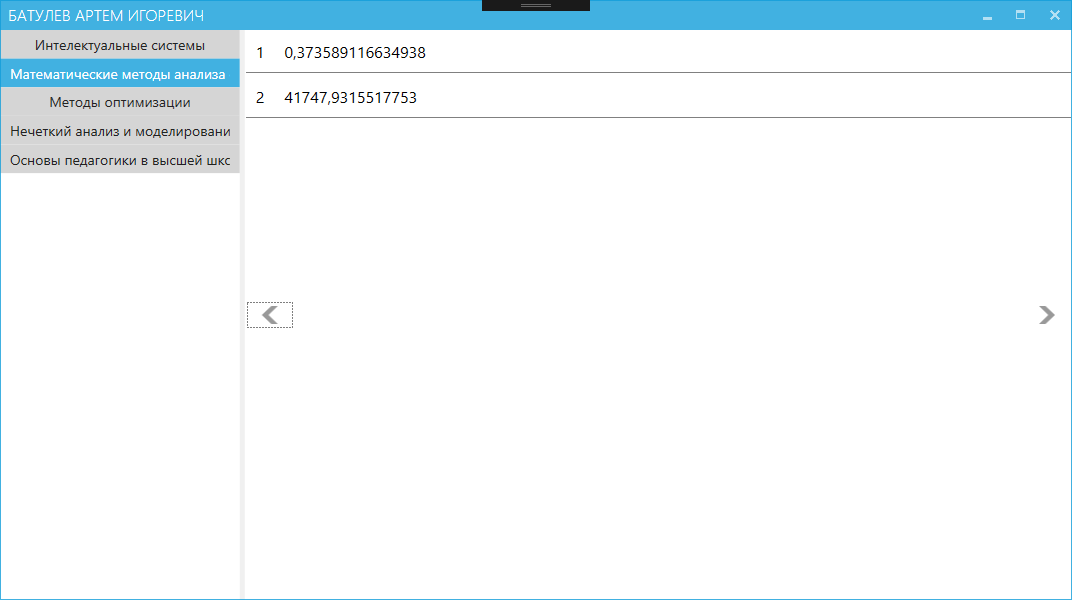 БАТУЛЕВ АРТЕМ ИГОРЕВИЧ
Интелектуальные системы
Математические методы анализа
Методы оптимизации
Нечеткий анализ и моделировани
Основы педагогики в высшей шкс
1 0,373589116634938
2 41747,9315517753